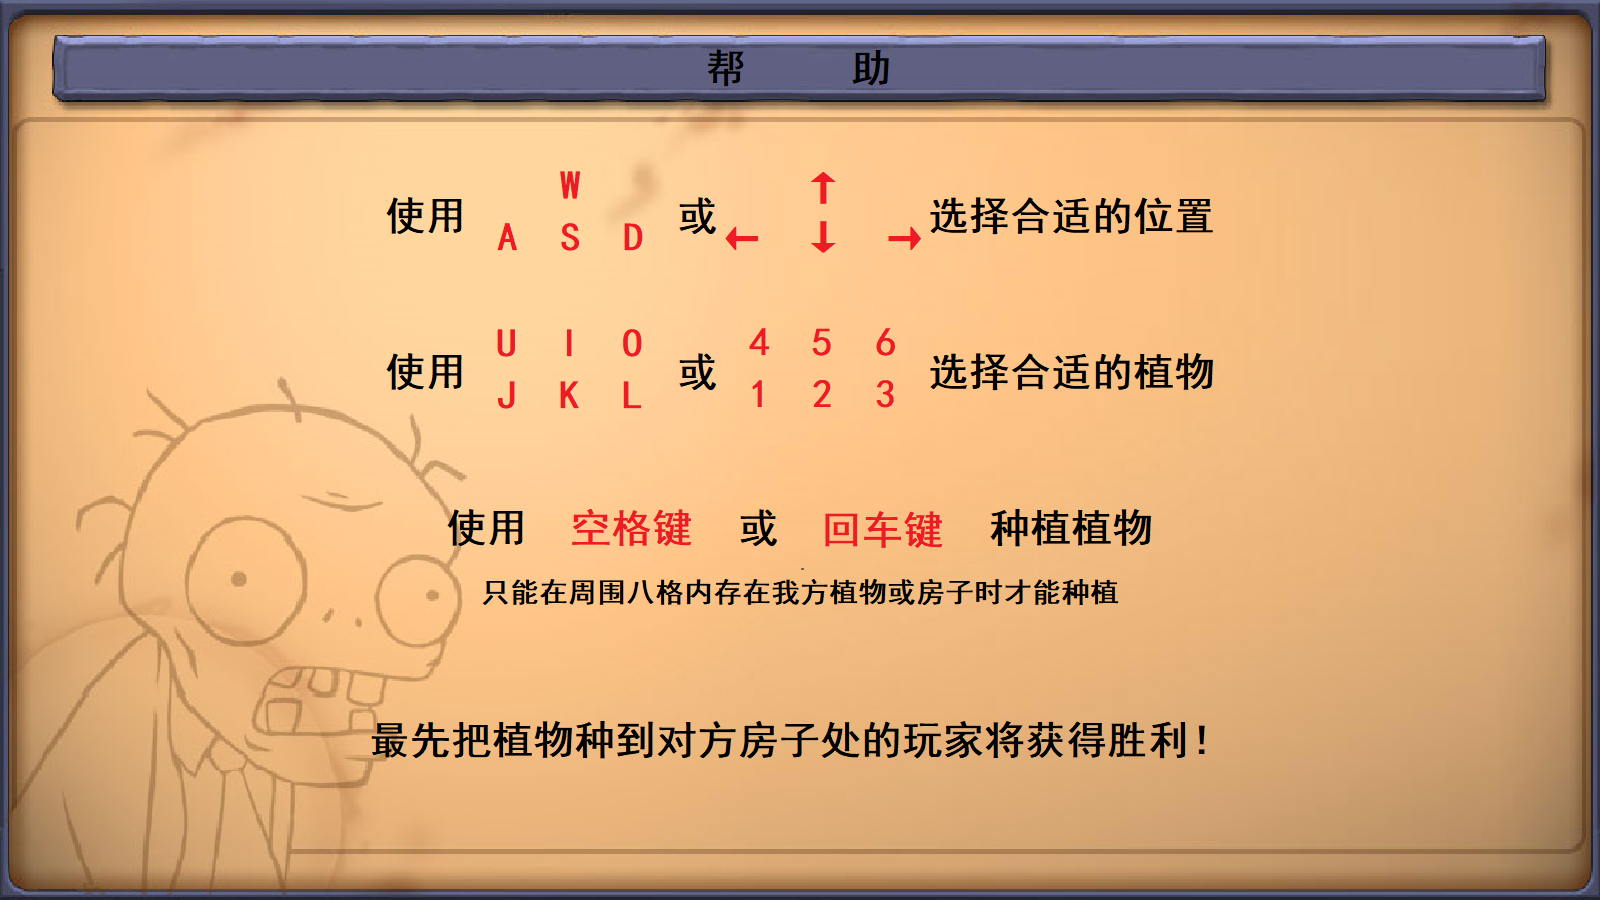 帮 助
W ↑
使用 或 选择合适的位置
A S D ← ↓ →
U I O 4 5 6
使用 或 选择合适的植物
J K L 1 2 3
使用 空格键 或 回车键 种植植物
只能在周围八格内存在我方植物或房子时才能种植
最先把植物种到对方房子处的玩家将获得胜利！